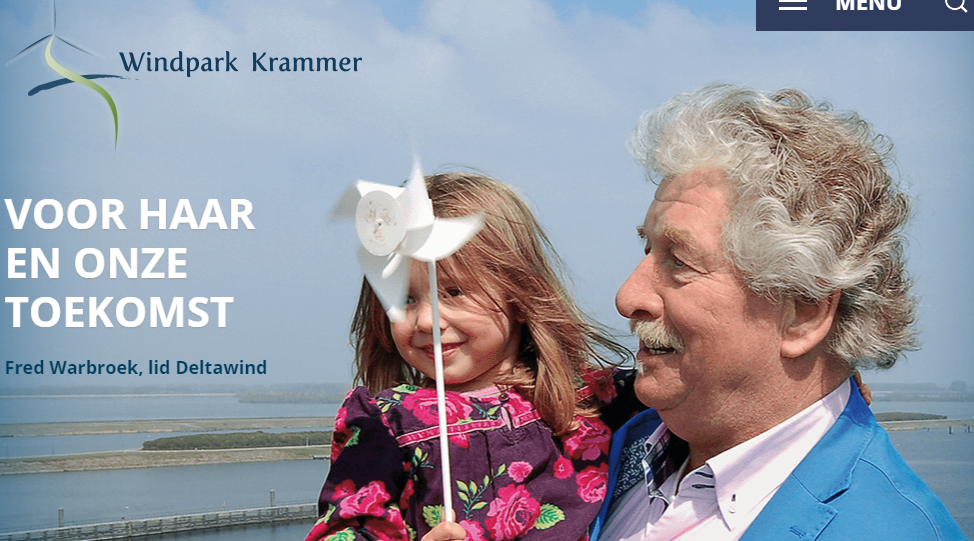 MENU
Windpark Krammer
VOOR HAAR
EN ONZE
TOEKOMST
Fred Warbroek, lid Deltawind